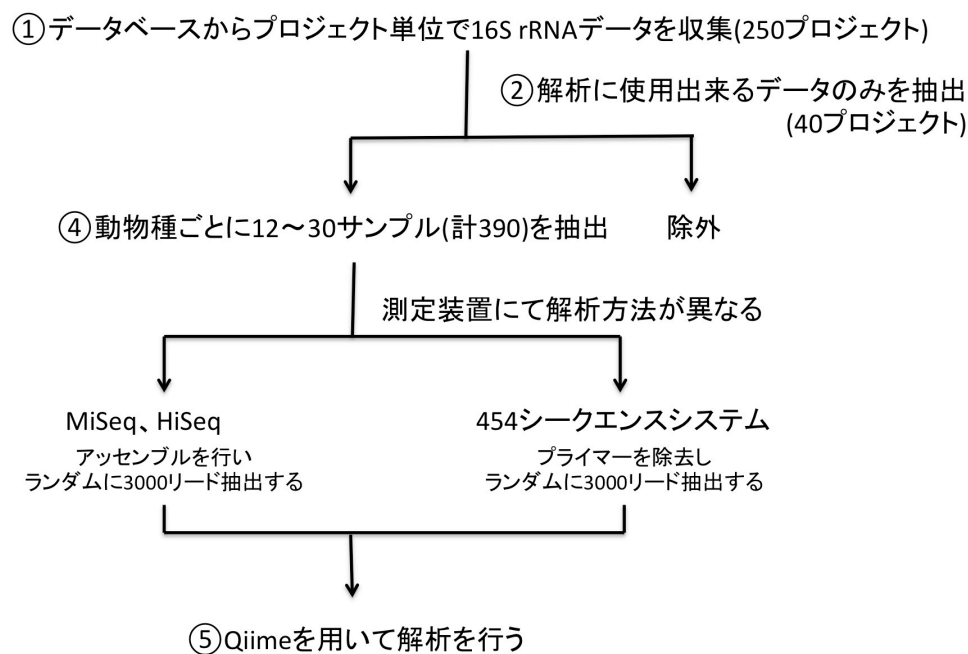 ①データベースからプロジェクト単位で16S rRNAデータを収集(250プロジェクト)
②解析に使用出来るデータのみを抽出
(40プロジェクト)
④動物種ごとに12〜30サンプル(計390)を抽出
除外
測定装置にて解析方法が異なる
MiSeq、HiSeq
アッセンブルを行い
ランダムに3000リード抽出する
454シークエンスシステム
プライマーを除去し
ランダムに3000リード抽出する
⑤Qiimeを用いて解析を行う